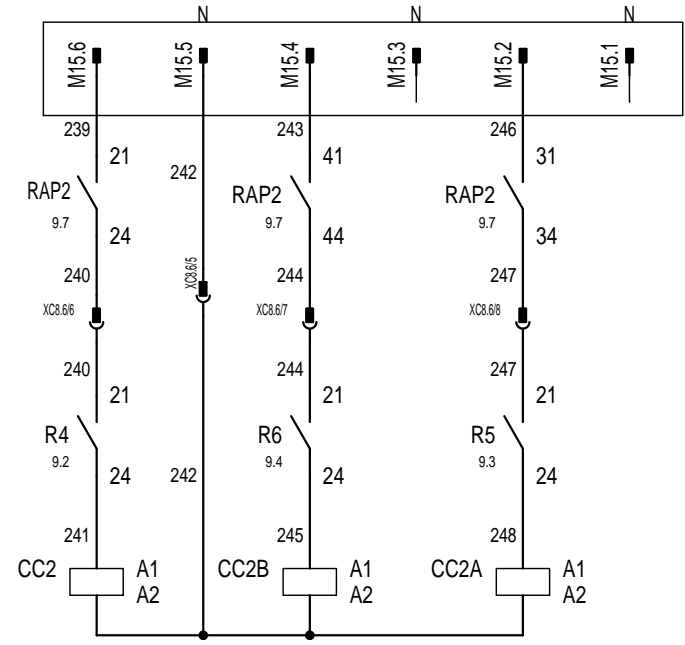 N N N
M15.6 M15.5 M15.4 M15.3 M15.2 M15.1
239 243 246
21 41 31
242
RAP2 RAP2 RAP2
9.7 9.7 9.7
24 44 34
XC8.6/5
240 244 247
XC8.6/6 XC8.6/7 XC8.6/8
240 244 247
21 21 21
R4 R6 R5
9.2 9.4 9.3
24 242 24 24
241 245 248
CC2 A1 CC2B A1 CC2A A1
A2 A2 A2